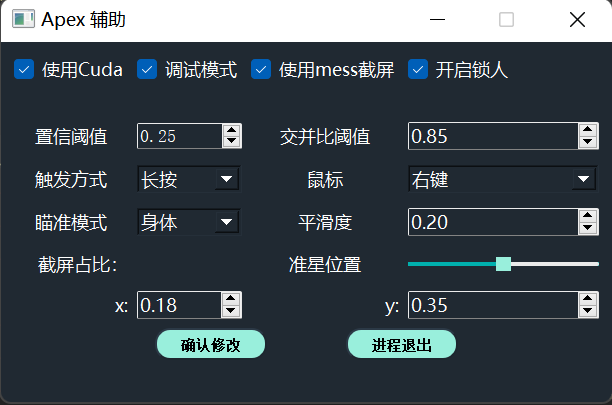 Apex 辅助
使用Cuda 调试模式 使用mess截屏 开启锁人
置信阈值 0.25 交并比阈值 0.85
触发方式 长按 鼠标 右键
瞄准模式 身体 平滑度 0.20
截屏占比: 准星位置
x: 0.18 y: 0.35
确认修改 进程退出